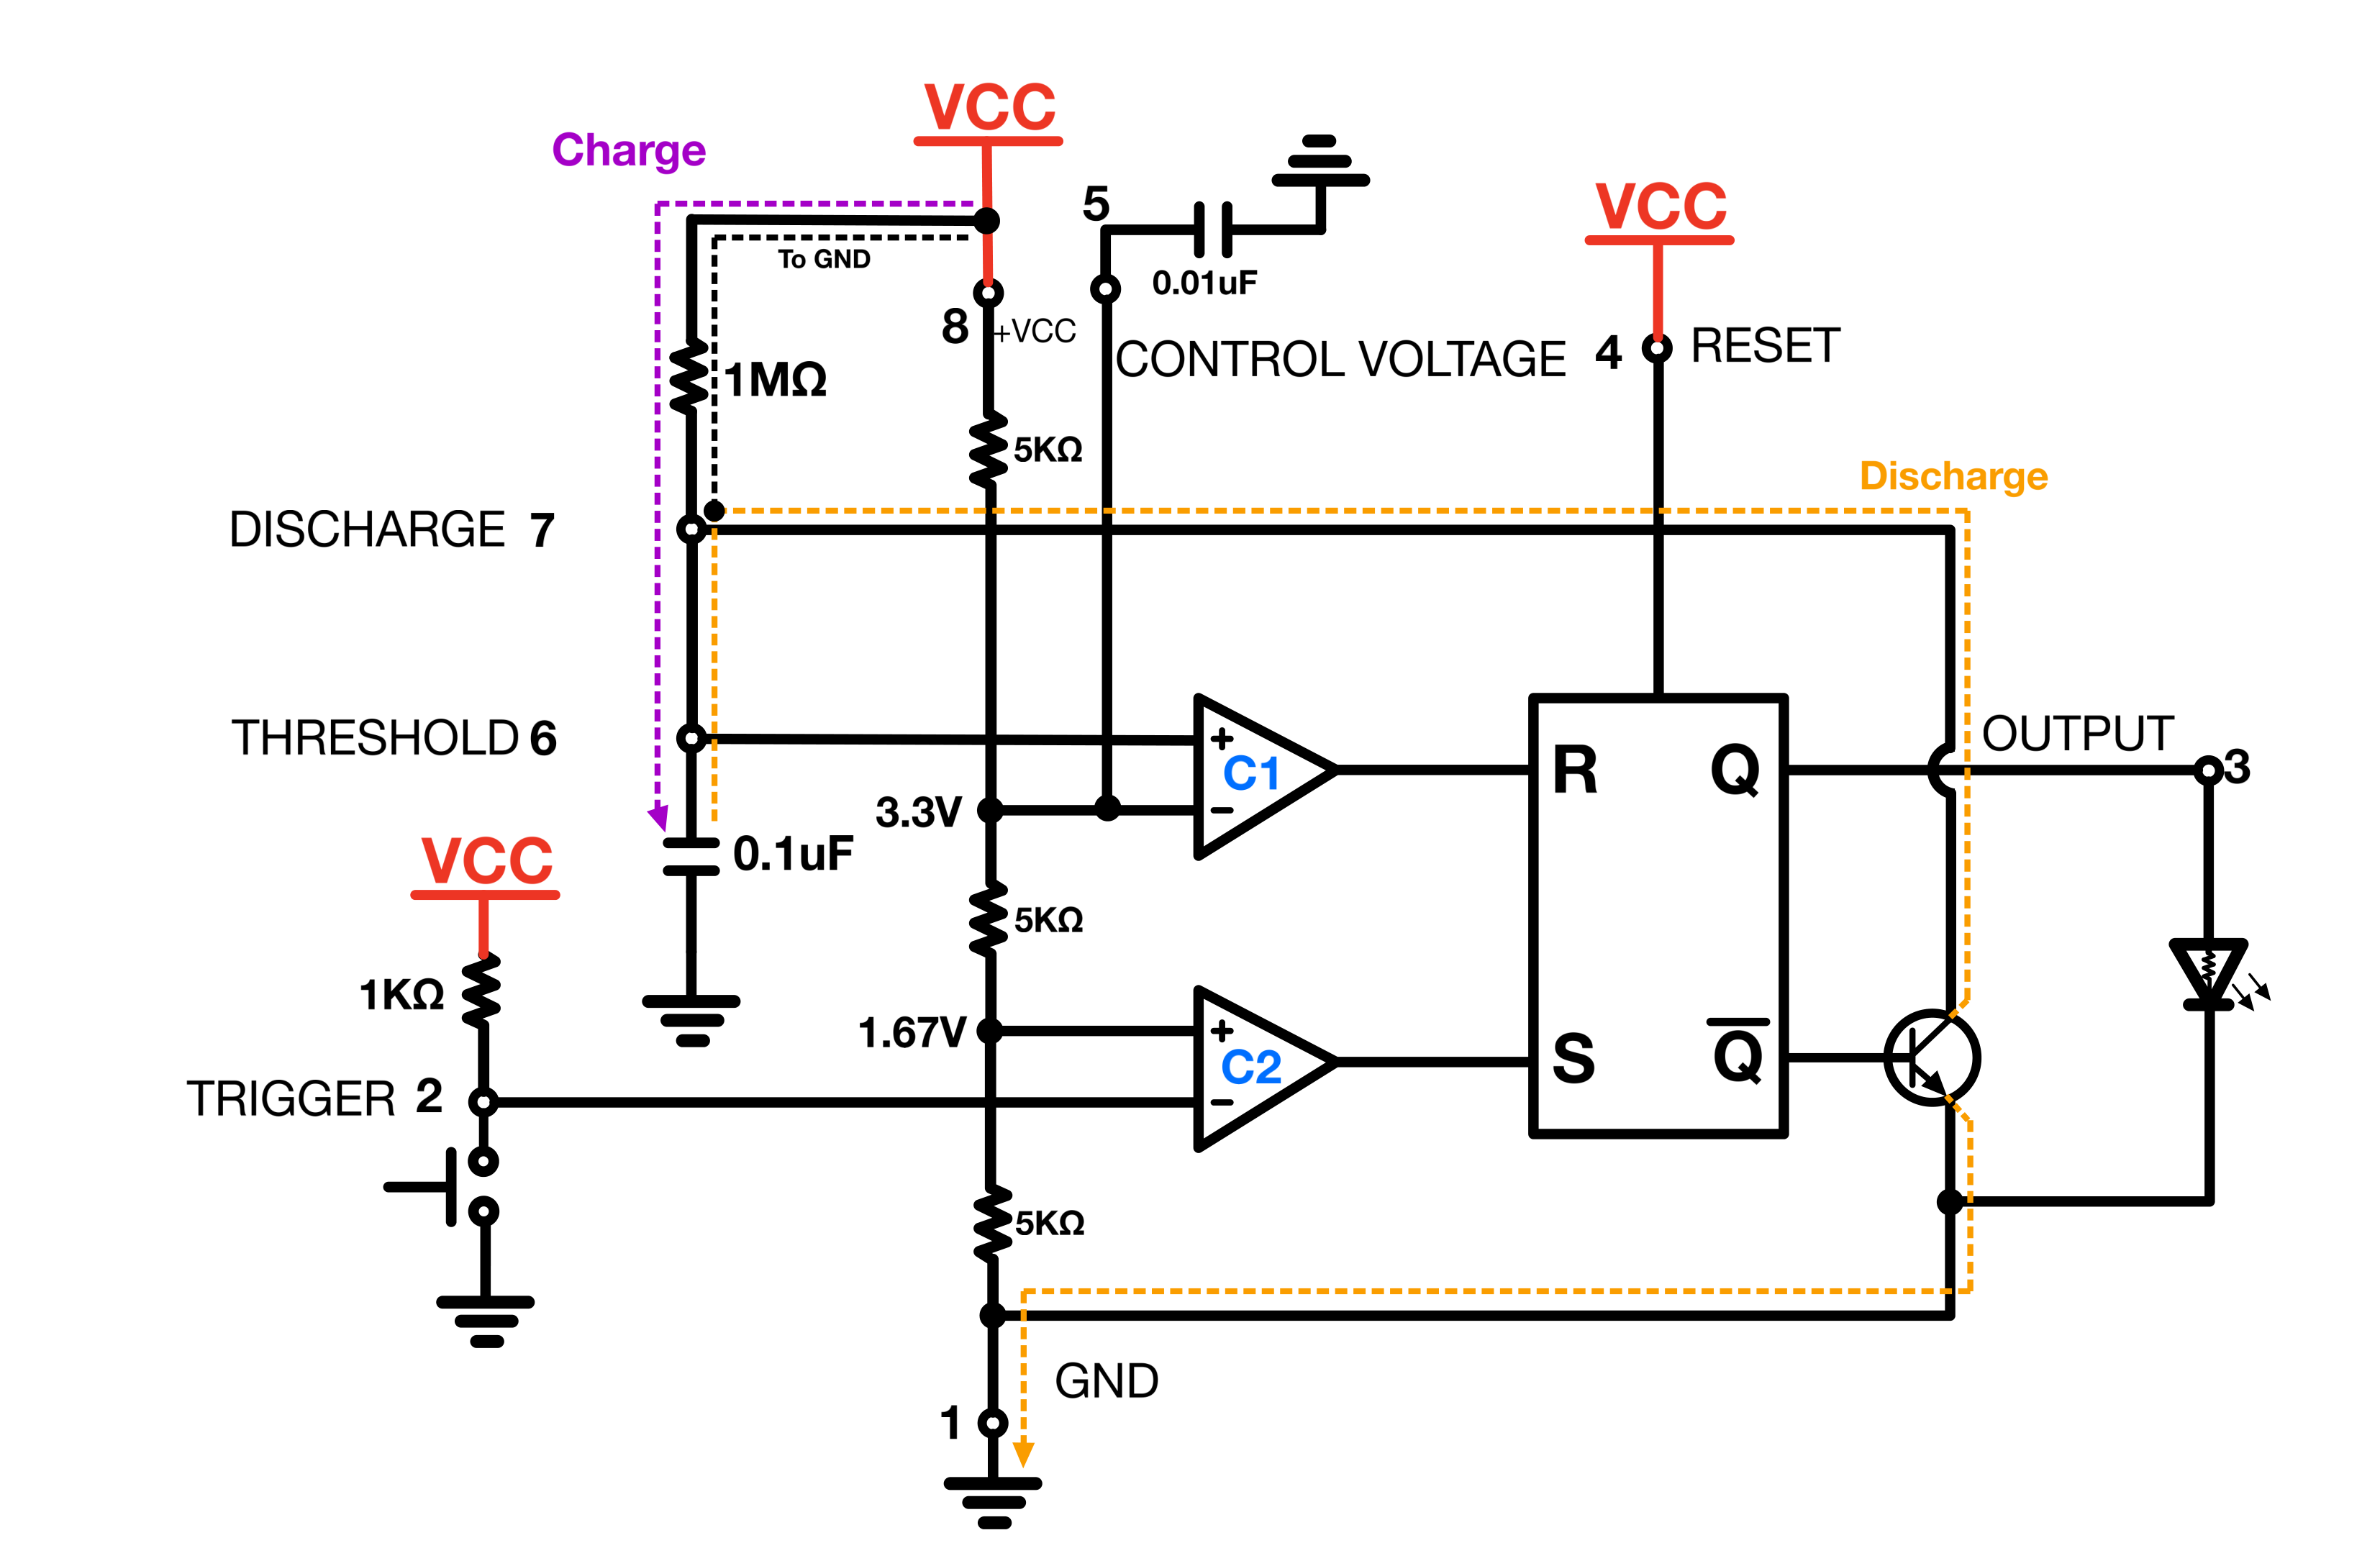 VCC
Charge
5
VCC
To GND
0.01uF
8
+VCC
CONTROL VOLTAGE
4
RESET
1MΩ
5KΩ
Discharge
DISCHARGE 7
THRESHOLD 6
+
C1
−
R
Q
OUTPUT
3
3.3V
VCC
0.1uF
5KΩ
1KΩ
1.67V
+
C2
−
S
Q̅
TRIGGER 2
5KΩ
GND
1